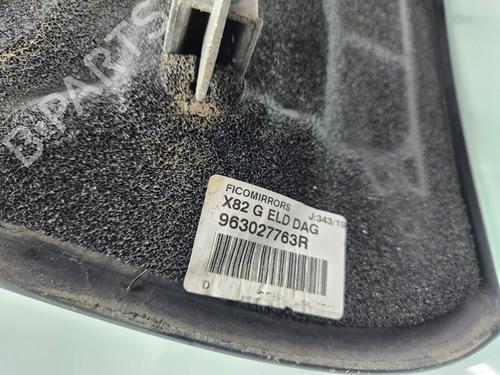 B-PARTS
FICOMIRRORS
J:343/19
X82 G ELD DAG
963027763R
D